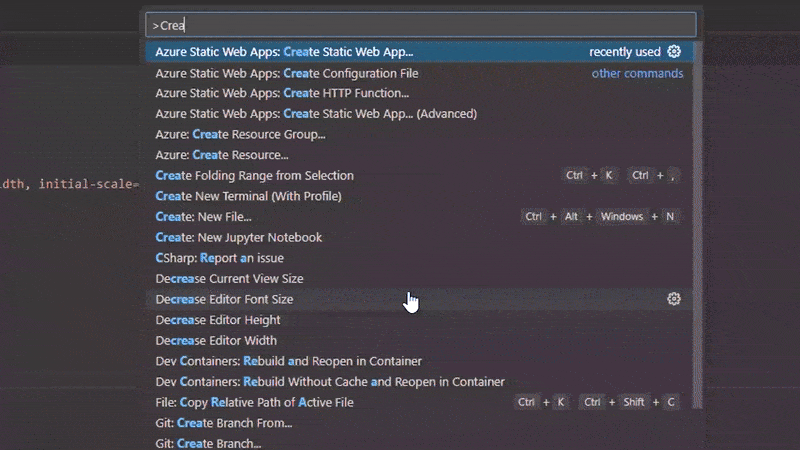 >Crea
Azure Static Web Apps: Create Static Web App... recently used
Azure Static Web Apps: Create Configuration File other commands
Azure Static Web Apps: Create HTTP Function...
Azure Static Web Apps: Create Static Web App... (Advanced)
Azure: Create Resource Group...
Azure: Create Resource...
Create Folding Range from Selection Ctrl + K Ctrl + ,
idth, initial-scale=
Create New Terminal (With Profile)
Create: New File... Ctrl + Alt + Windows + N
Create: New Jupyter Notebook
CSharp: Report an issue
Decrease Current View Size
Decrease Editor Font Size
Decrease Editor Height
Decrease Editor Width
Dev Containers: Rebuild and Reopen in Container
Dev Containers: Rebuild Without Cache and Reopen in Container
File: Copy Relative Path of Active File Ctrl + K Ctrl + Shift + C
Git: Create Branch From...
Git: Create Branch...